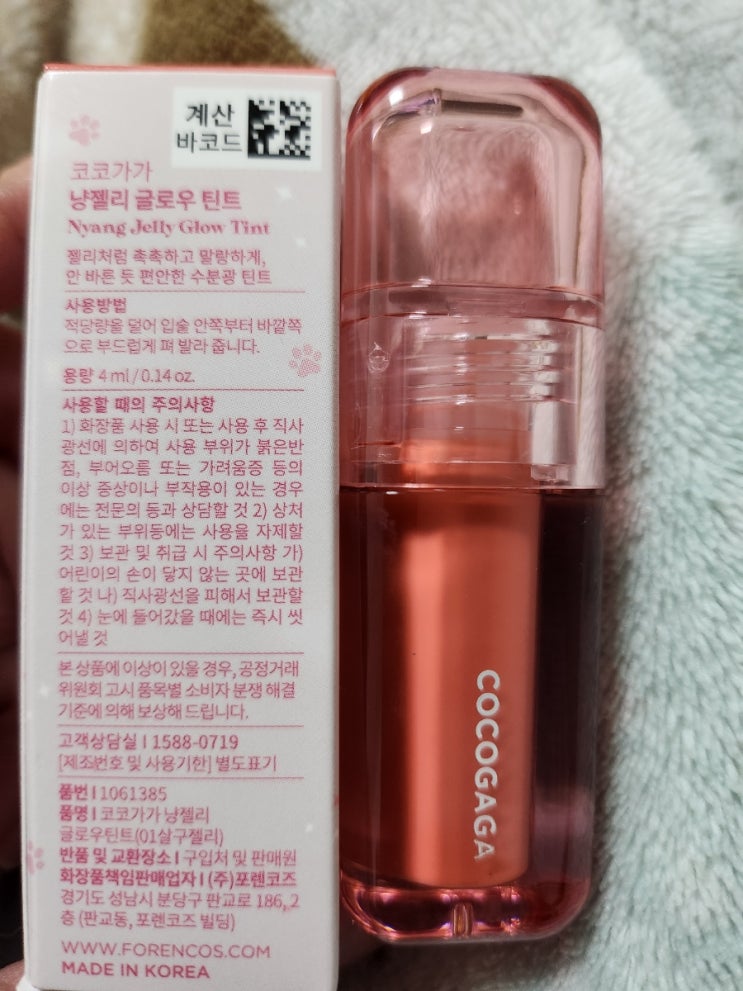 계산
바코드
코코가가
냥젤리 글로우 틴트
Nyang Jelly Glow Tint
젤리처럼 촉촉하고 말랑하게,
안 바른 듯 편안한 수분광 틴트
사용방법
적당량을 덜어 입술 안쪽부터 바깥쪽
으로 부드럽게 펴 발라 줍니다.
용량 4 ml / 0.14 oz.
사용할 때의 주의사항
1) 화장품 사용 시 또는 사용 후 직사
광선에 의하여 사용 부위가 붉은반
점, 부어오름 또는 가려움증 등의
이상 증상이나 부작용이 있는 경우
에는 전문의 등과 상담할 것 2) 상처
가 있는 부위등에는 사용을 자제할
것 3) 보관 및 취급 시 주의사항 가)
어린이의 손이 닿지 않는 곳에 보관
할 것 나) 직사광선을 피해서 보관할
것 4) 눈에 들어갔을 때에는 즉시 씻
어낼 것
본 상품에 이상이 있을 경우, 공정거래
위원회 고시 품목별 소비자 분쟁 해결
기준에 의해 보상해 드립니다.
고객상담실 I 1588-0719
[제조번호 및 사용기한] 별도표기
품번 I 1061385
품명 I 코코가가 냥젤리
글로우틴트(01살구젤리)
반품 및 교환장소 I 구입처 및 판매원
화장품책임판매업자 I (주)포렌코즈
경기도 성남시 분당구 판교로 186, 2
층 (판교동, 포렌코즈 빌딩)
WWW.FORENCOS.COM
MADE IN KOREA
COCOGAGA